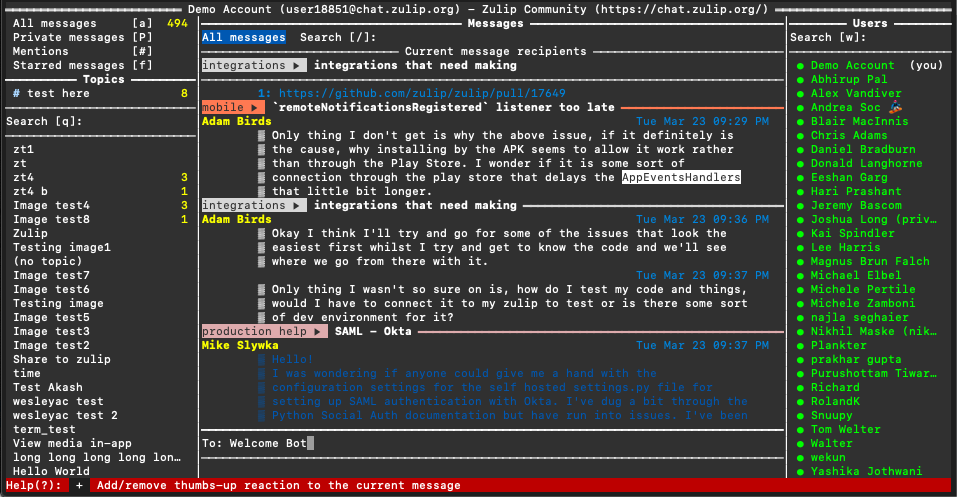 Demo Account (user18851@chat.zulip.org) – Zulip Community (https://chat.zulip.org/)
All messages [a] 494
Private messages [P]
Mentions [#]
Starred messages [f]
Topics
# test here 8
Search [q]:
zt1
zt
zt4 3
zt4 b 1
Image test4 3
Image test8 1
Zulip
Testing image1
(no topic)
Image test7
Image test6
Testing image
Image test5
Image test3
Image test2
Share to zulip
time
Test Akash
wesleyac test
wesleyac test 2
term_test
View media in-app
long long long long lon…
Hello World
Messages
All messages Search [/]:
Current message recipients
integrations ▶ integrations that need making
1: https://github.com/zulip/zulip/pull/17649
mobile ▶ `remoteNotificationsRegistered` listener too late
Adam Birds Tue Mar 23 09:29 PM
Only thing I don't get is why the above issue, if it definitely is
the cause, why installing by the APK seems to allow it work rather
than through the Play Store. I wonder if it is some sort of
connection through the play store that delays the AppEventsHandlers
that little bit longer.
integrations ▶ integrations that need making
Adam Birds Tue Mar 23 09:36 PM
Okay I think I'll try and go for some of the issues that look the
easiest first whilst I try and get to know the code and we'll see
where we go from there with it.
Tue Mar 23 09:37 PM
Only thing I wasn't so sure on is, how do I test my code and things,
would I have to connect it to my zulip to test or is there some sort
of dev environment for it?
production help ▶ SAML – Okta
Mike Slywka Tue Mar 23 09:37 PM
Hello!
I was wondering if anyone could give me a hand with the
configuration settings for the self hosted settings.py file for
setting up SAML authentication with Okta. I've dug a bit through the
Python Social Auth documentation but have run into issues. I've been
To: Welcome Bot
Users
Search [w]:
● Demo Account (you)
● Abhirup Pal
● Alex Vandiver
● Andrea Soc
● Blair MacInnis
● Chris Adams
● Daniel Bradburn
● Donald Langhorne
● Eeshan Garg
● Hari Prashant
● Jeremy Bascom
● Joshua Long (priv…
● Kai Spindler
● Lee Harris
● Magnus Brun Falch
● Michael Elbel
● Michele Pertile
● Michele Zamboni
● najla seghaier
● Nikhil Maske (nik…
● Plankter
● prakhar gupta
● Purushottam Tiwar…
● Richard
● RolandK
● Snuupy
● Tom Welter
● Walter
● wekun
● Yashika Jothwani
Help(?): + Add/remove thumbs-up reaction to the current message